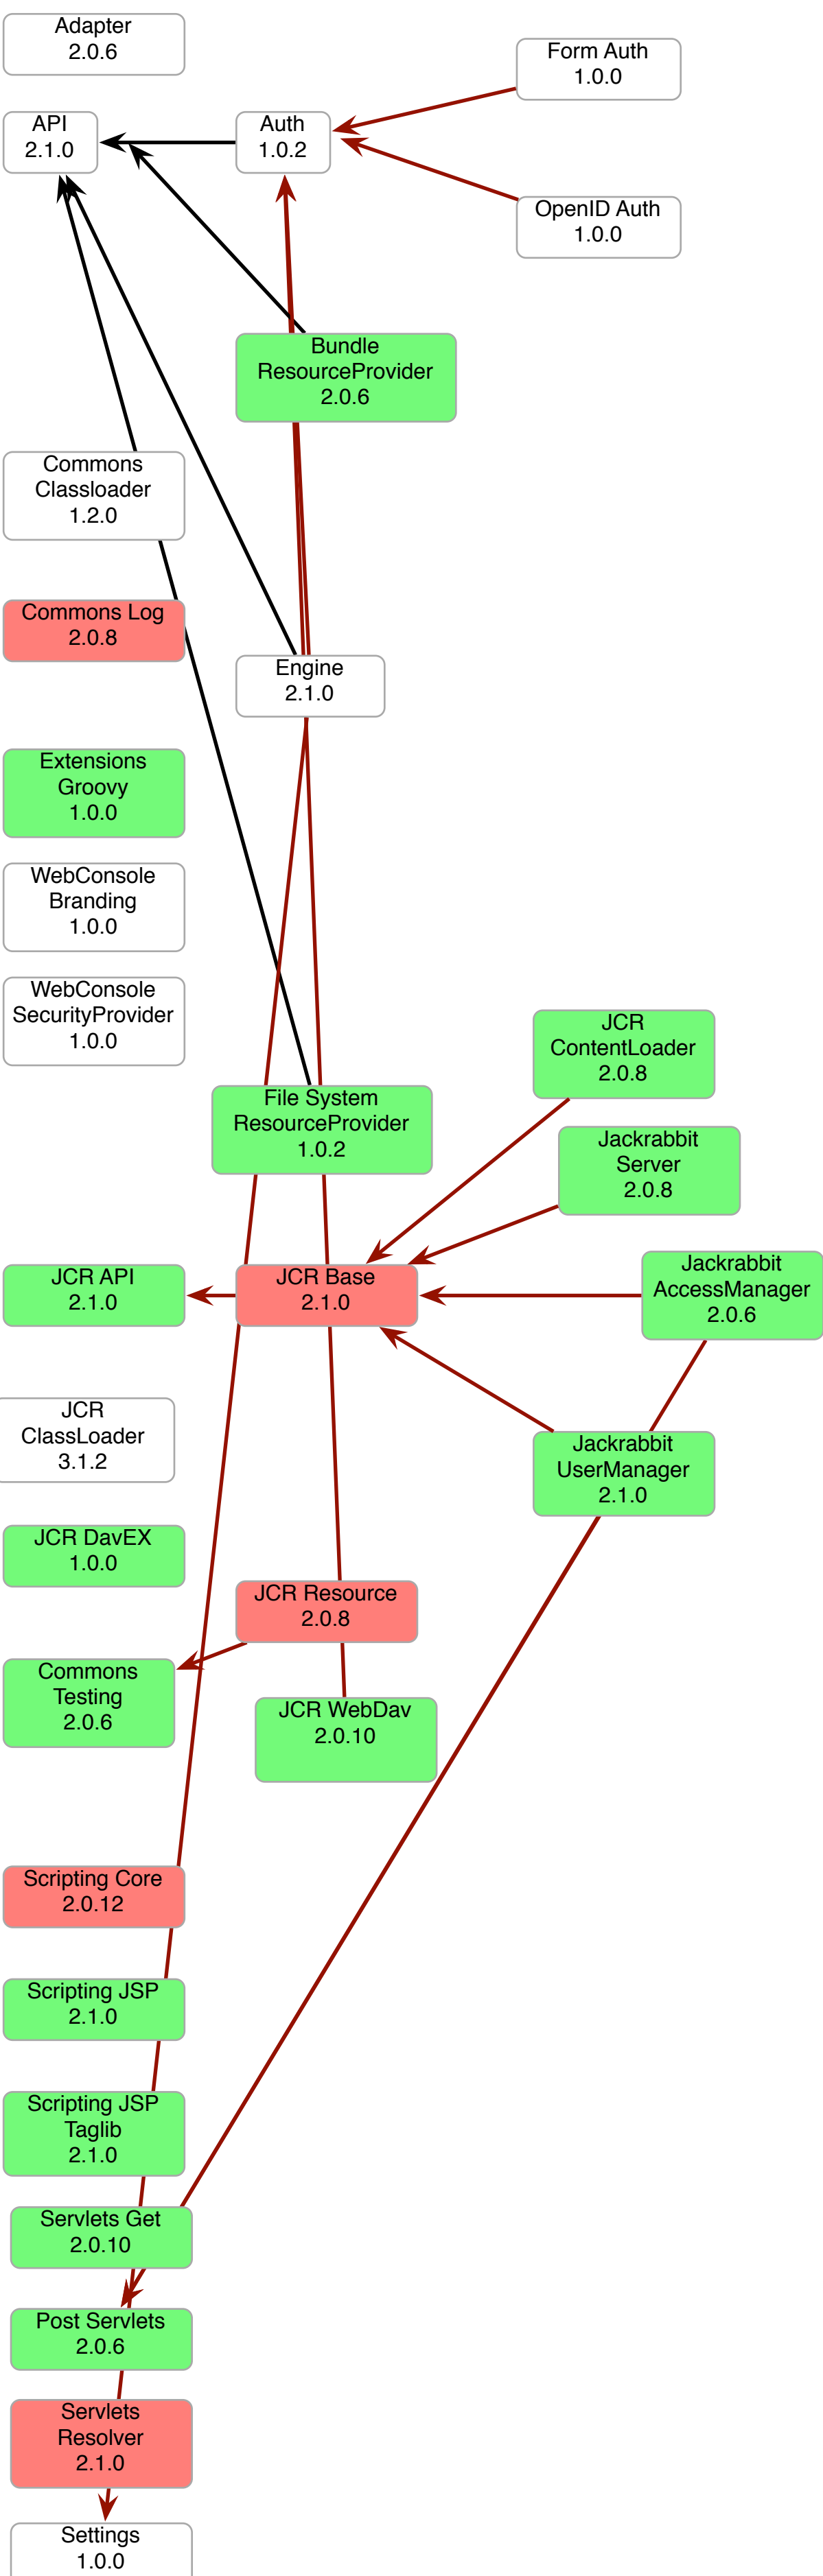 Adapter
2.0.6
Form Auth
1.0.0
API
2.1.0
Auth
1.0.2
OpenID Auth
1.0.0
Bundle
ResourceProvider
2.0.6
Commons
Classloader
1.2.0
Commons Log
2.0.8
Engine
2.1.0
Extensions
Groovy
1.0.0
WebConsole
Branding
1.0.0
WebConsole
SecurityProvider
1.0.0
JCR
ContentLoader
2.0.8
File System
ResourceProvider
1.0.2
Jackrabbit
Server
2.0.8
JCR API
2.1.0
JCR Base
2.1.0
Jackrabbit
AccessManager
2.0.6
JCR
ClassLoader
3.1.2
Jackrabbit
UserManager
2.1.0
JCR DavEX
1.0.0
JCR Resource
2.0.8
Commons
Testing
2.0.6
JCR WebDav
2.0.10
Scripting Core
2.0.12
Scripting JSP
2.1.0
Scripting JSP
Taglib
2.1.0
Servlets Get
2.0.10
Post Servlets
2.0.6
Servlets
Resolver
2.1.0
Settings
1.0.0